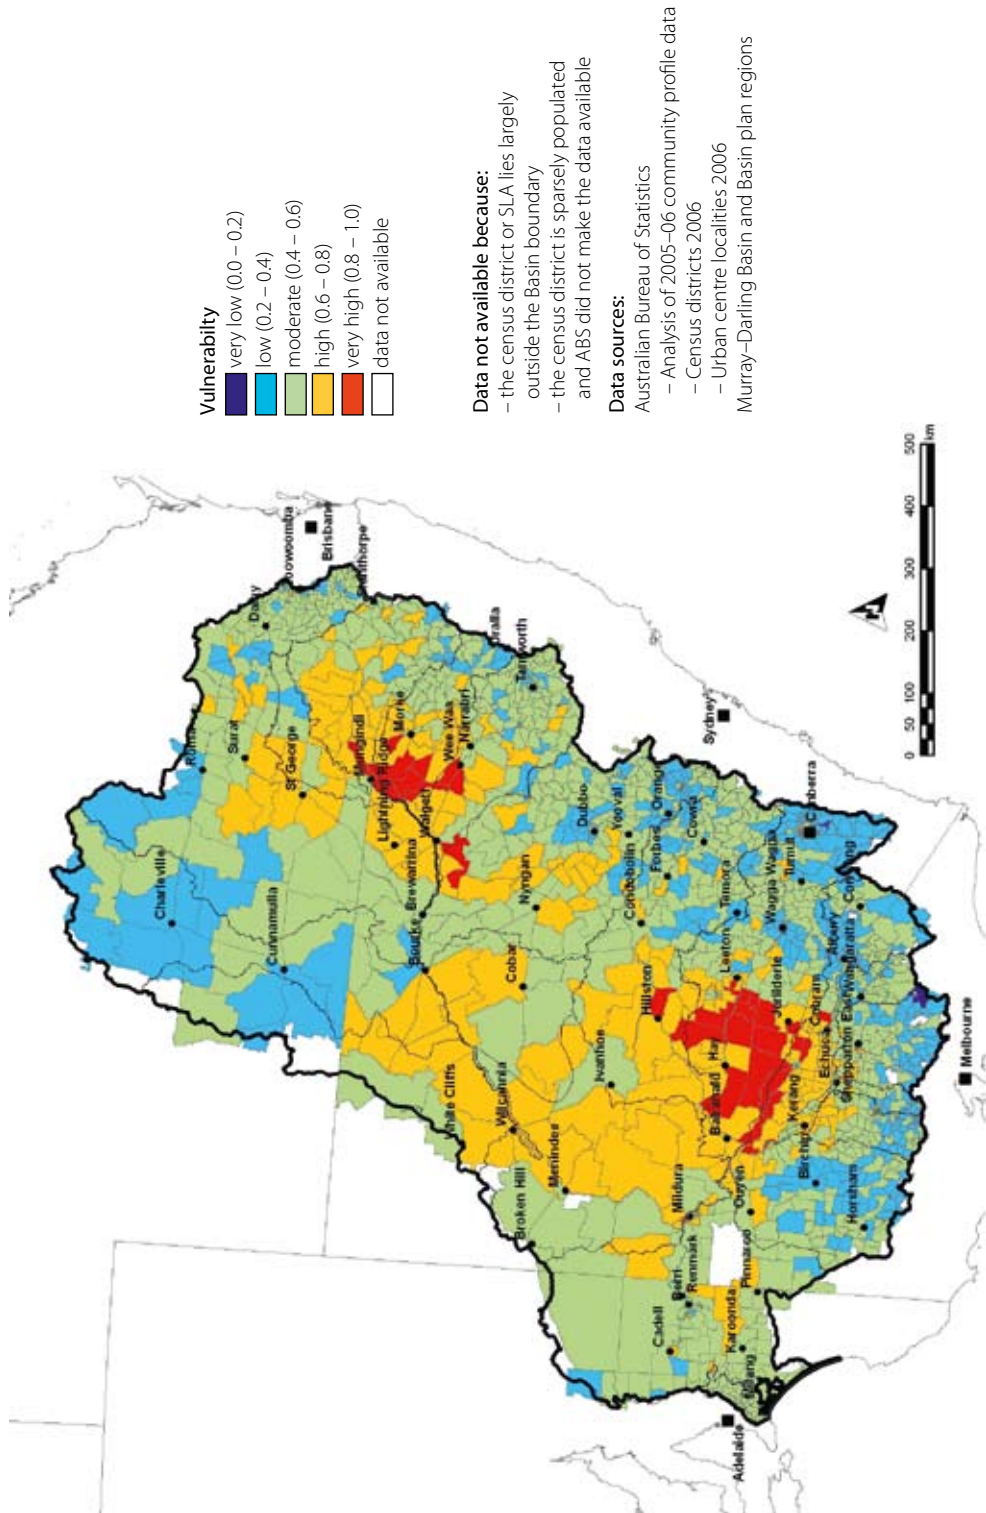 Vulnerabilty
very low (0.0 – 0.2)
low (0.2 – 0.4)
moderate (0.4 – 0.6)
high (0.6 – 0.8)
very high (0.8 – 1.0)
data not available
Data not available because:
– the census district or SLA lies largely
outside the Basin boundary
– the census district is sparsely populated
and ABS did not make the data available
Data sources:
Australian Bureau of Statistics
– Analysis of 2005–06 community profile data
– Census districts 2006
– Urban centre localities 2006
Murray–Darling Basin and Basin plan regions
Charleville
Roma
Surat
Cunnamulla
St George
Brisbane
Mungindi
Lightning Ridge
Moree
Wee Waa
Narrabri
Walgett
Brewarrina
Bourke
Tamworth
Cobar
Nyngan
White Cliffs
Wilcannia
Menindee
Broken Hill
Ivanhoe
Dubbo
Yeoval
Orange
Condobolin
Forbes
Cowra
Sydney
Hillston
Temora
Leeton
Wagga Wagga
Tumut
Canberra
Hay
Balranald
Mildura
Renmark
Berri
Cadell
Ouyen
Pinnaroo
Karoonda
Milang
Adelaide
Jerilderie
Cobram
Albury
Corryong
Wangaratta
Shepparton East
Echuca
Kerang
Birchip
Horsham
Melbourne
0 50 100 200 300 400 500
km